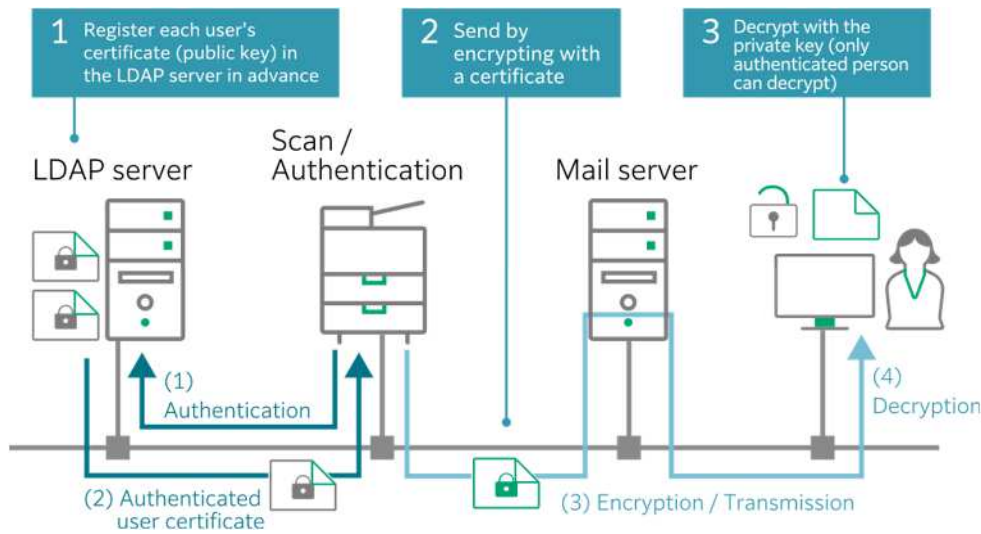 1 Register each user's
certificate (public key) in
the LDAP server in advance
2 Send by
encrypting with
a certificate
3 Decrypt with the
private key (only
authenticated person
can decrypt)
LDAP server
Scan /
Authentication
Mail server
(1)
Authentication
(4)
Decryption
(2) Authenticated
user certificate
(3) Encryption / Transmission